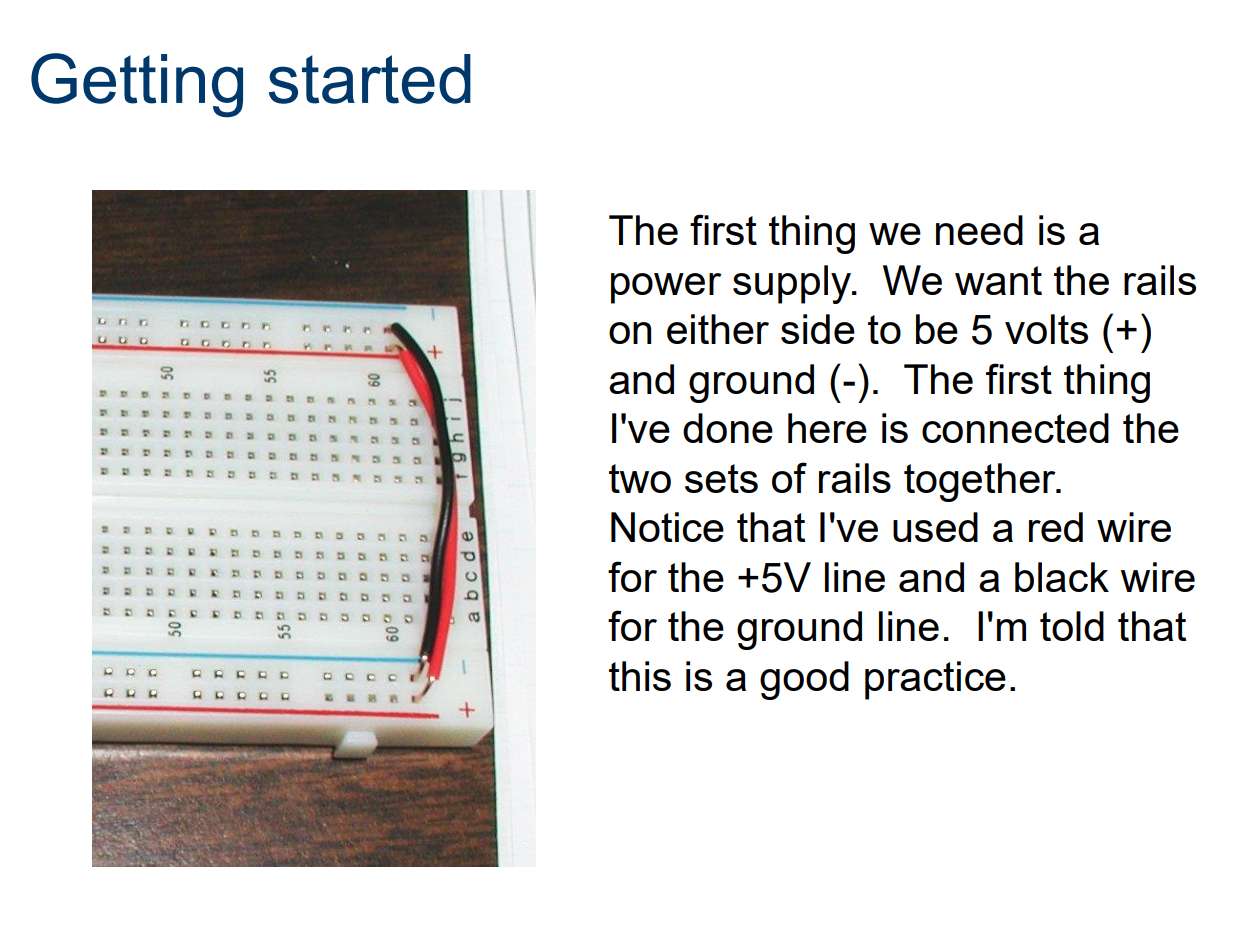 Getting started
The first thing we need is a
power supply.  We want the rails
on either side to be 5 volts (+)
and ground (-).  The first thing
I've done here is connected the
two sets of rails together.
Notice that I've used a red wire
for the +5V line and a black wire
for the ground line.  I'm told that
this is a good practice.
-
+
50 55 60
j
i
h
g
f
e
d
c
b
a
50 55 60
-
+